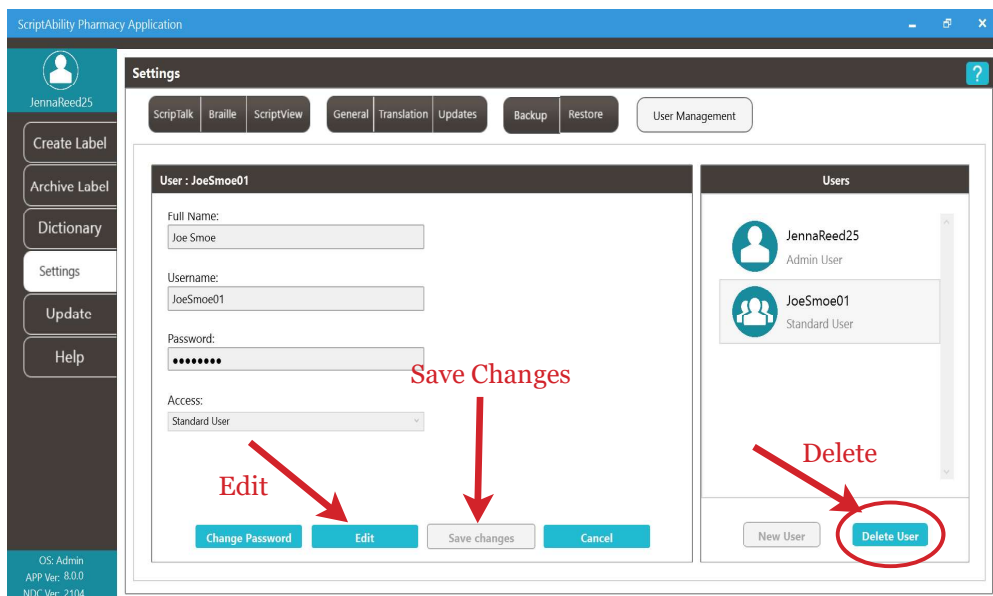 ScriptAbility Pharmacy Application
JennaReed25
Create Label
Archive Label
Dictionary
Settings
Update
Help
OS: Admin
APP Ver: 8.0.0
NDC Ver: 2104
Settings
?
ScripTalk Braille ScriptView General Translation Updates Backup Restore User Management
User : JoeSmoe01
Full Name:
Joe Smoe
Username:
JoeSmoe01
Password:
••••••••
Access:
Standard User
Save Changes
Edit
Change Password Edit Save changes Cancel
Users
JennaReed25
Admin User
JoeSmoe01
Standard User
Delete
New User Delete User